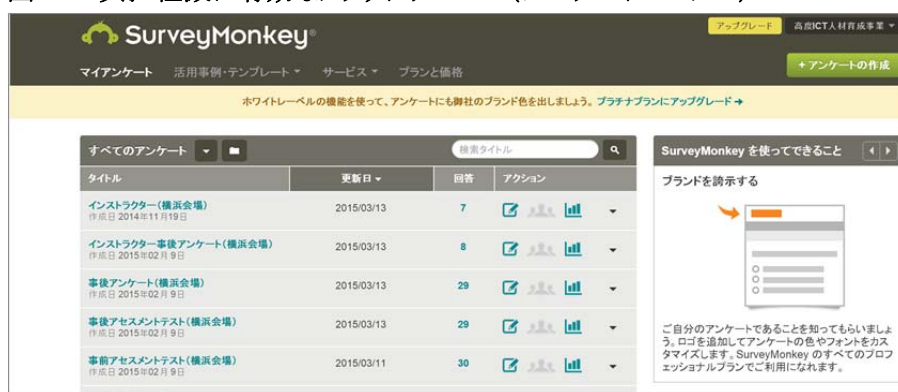 SurveyMonkey®
アップグレード
高度ICT人材育成事業
マイアンケート 活用事例・テンプレート サービス プランと価格
+アンケートの作成
ホワイトレーベルの機能を使って、アンケートにも御社のブランド色を出しましょう。 プラチナプランにアップグレード →
すべてのアンケート
検索タイトル
タイトル 更新日 回答 アクション
インストラクター(横浜会場) 2015/03/13 7
作成日 2014年11月19日
インストラクター事後アンケート(横浜会場) 2015/03/13 8
作成日 2015年02月 9日
事後アンケート(横浜会場) 2015/03/13 29
作成日 2015年02月 9日
事後アセスメントテスト(横浜会場) 2015/03/13 29
作成日 2015年02月 9日
事前アセスメントテスト(横浜会場) 2015/03/11 30
作成日 2015年02月 9日
SurveyMonkey を使ってできること
ブランドを誇示する
ご自分のアンケートであることを知ってもらいましょ
う。ロゴを追加してアンケートの色やフォントをカス
タマイズします。SurveyMonkey のすべてのプロフ
ェッショナルプランでご利用になれます。